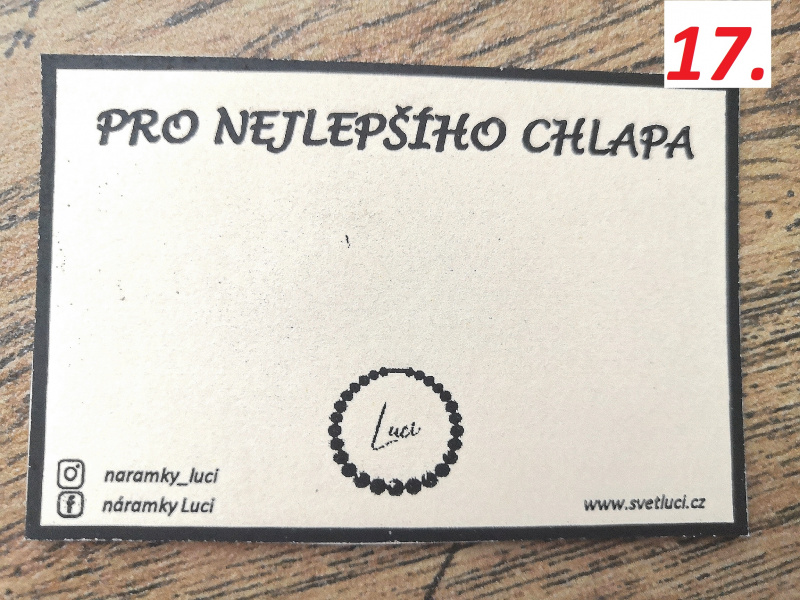 17.
PRO NEJLEPŠÍHO CHLAPA
Luci
naramky_luci
náramky Luci
www.svetluci.cz